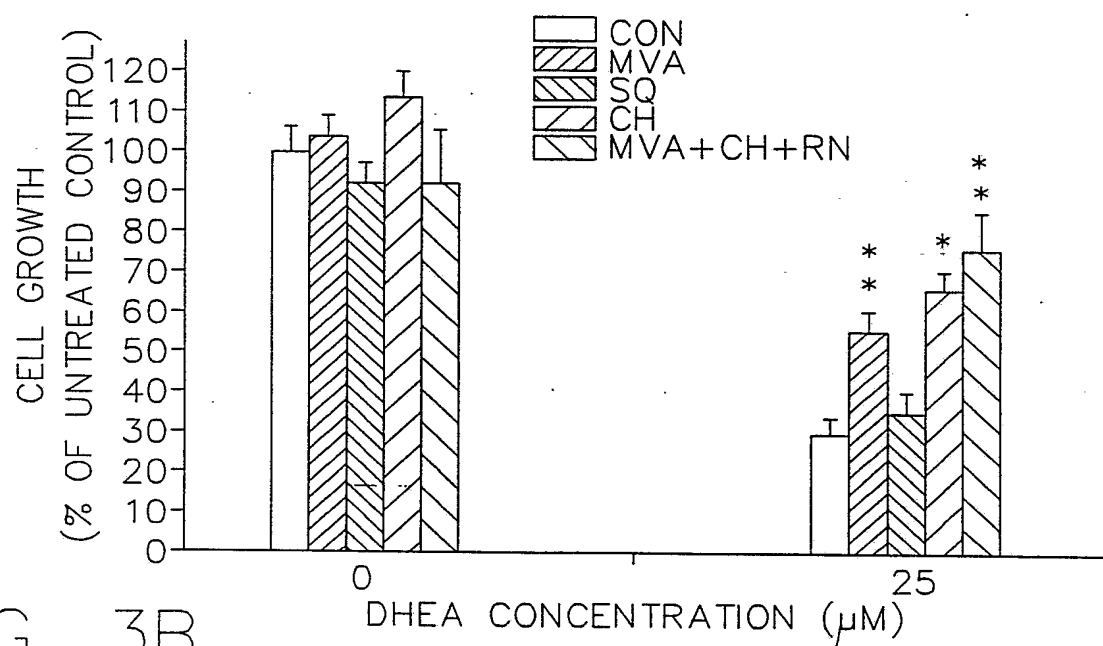 CON
MVA
SQ
CH
MVA+CH+RN
CELL GROWTH
(% OF UNTREATED CONTROL)
120
110
100
90
80
70
60
50
40
30
20
10
0
* *
*
* *
0 25
DHEA CONCENTRATION (µM)
3B